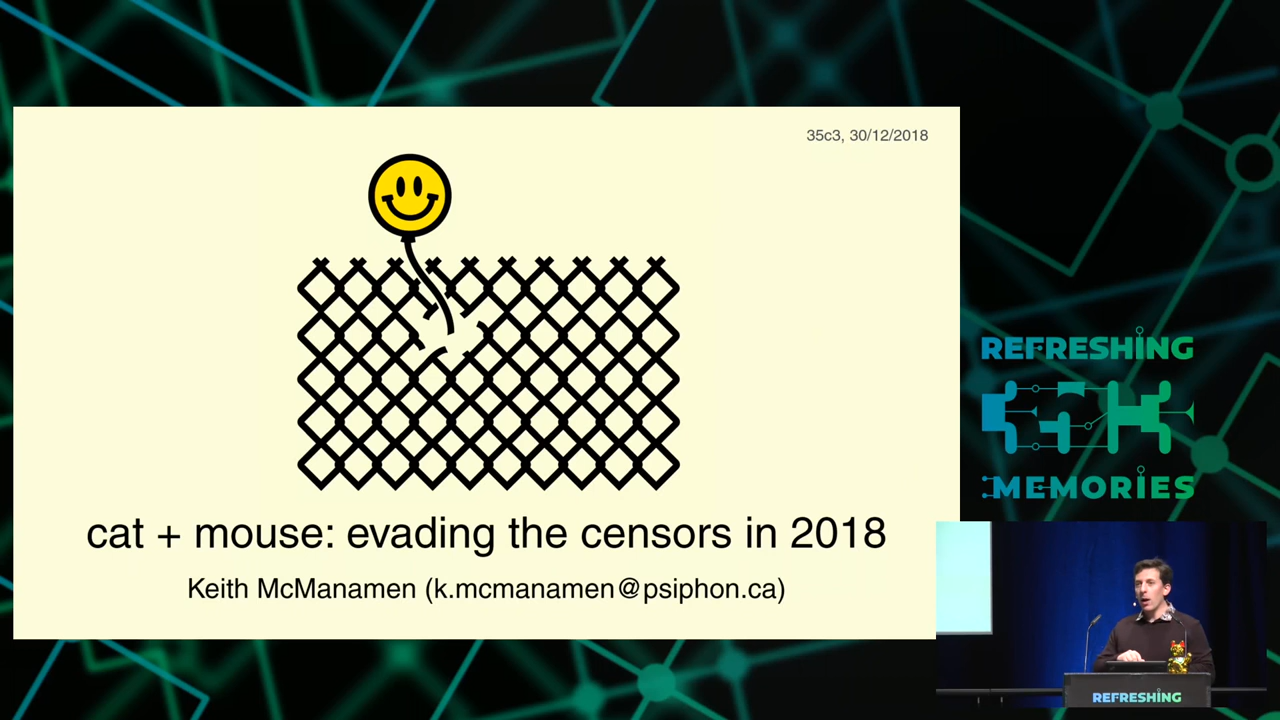 35c3, 30/12/2018
cat + mouse: evading the censors in 2018
Keith McManamen (k.mcmanamen@psiphon.ca)
REFRESHING
MEMORIES
REFRESHING